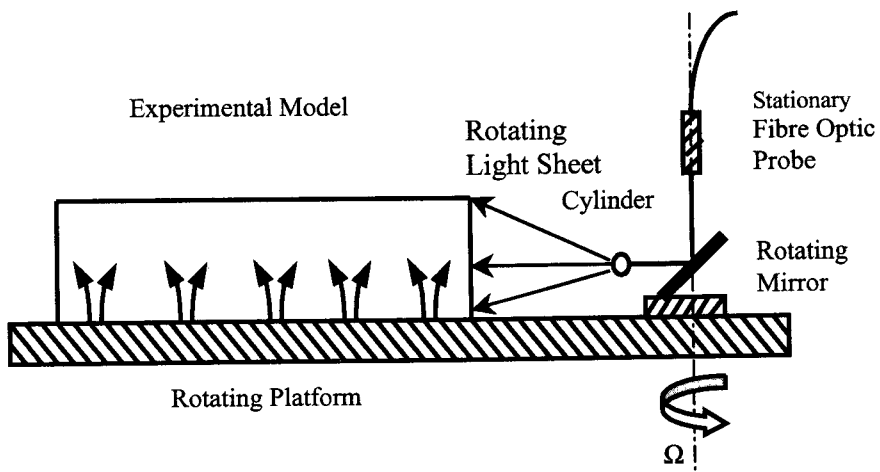 Experimental Model
Rotating
Light Sheet
Cylinder
Stationary
Fibre Optic
Probe
Rotating
Mirror
Rotating Platform
Ω